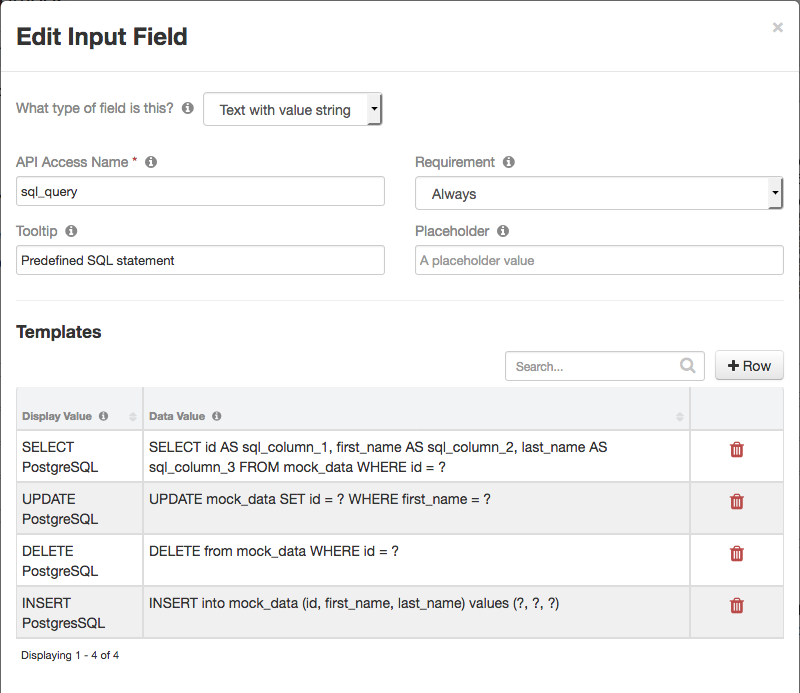 Edit Input Field
×
What type of field is this?
Text with value string
API Access Name *
Requirement
sql_query
Always
Tooltip
Placeholder
Predefined SQL statement
A placeholder value
Templates
Search...
+ Row
Display Value
Data Value
SELECT
PostgreSQL
SELECT id AS sql_column_1, first_name AS sql_column_2, last_name AS
sql_column_3 FROM mock_data WHERE id = ?
UPDATE
PostgreSQL
UPDATE mock_data SET id = ? WHERE first_name = ?
DELETE
PostgreSQL
DELETE from mock_data WHERE id = ?
INSERT
PostgresSQL
INSERT into mock_data (id, first_name, last_name) values (?, ?, ?)
Displaying 1 - 4 of 4